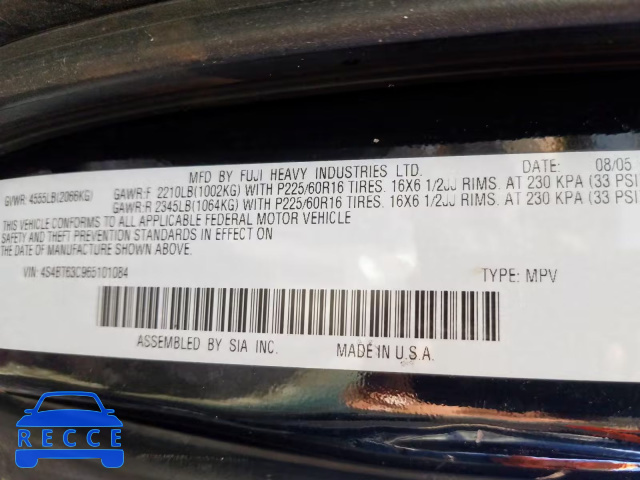 MFD BY FUJI HEAVY INDUSTRIES LTD.
DATE 08/05
GVWR: 4555LB(2066KG)
GAWR:F 2210LB(1002KG) WITH P225/60R16 TIRES. 16X6 1/2JJ RIMS. AT 230 KPA (33 PSI
GAWR:R 2345LB(1064KG) WITH P225/60R16 TIRES. 16X6 1/2JJ RIMS. AT 230 KPA (33 PSI
THIS VEHICLE CONFORMS TO ALL APPLICABLE FEDERAL MOTOR VEHICLE
SAFETY AND THEFT PREVENTION STANDARDS IN EFFECT ON
THE DATE OF MANUFACTURE SHOWN ABOVE.
VIN: 4S4BT63C965101084
TYPE: MPV
ASSEMBLED BY SIA INC.
MADE IN U.S.A.
RECCE